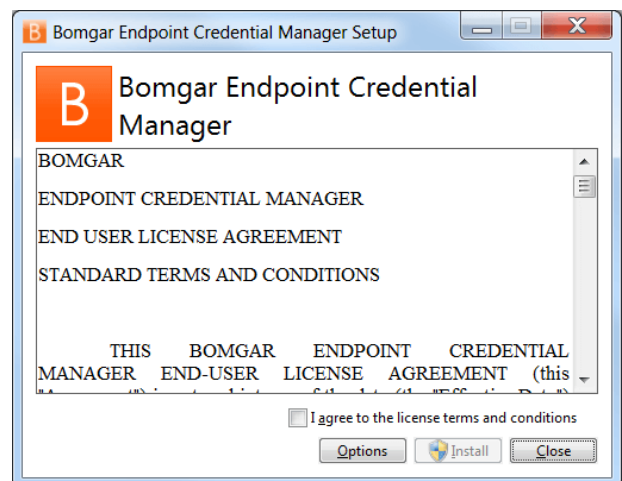 B Bomgar Endpoint Credential Manager Setup X
B
Bomgar Endpoint Credential
Manager
BOMGAR
ENDPOINT CREDENTIAL MANAGER
END USER LICENSE AGREEMENT
STANDARD TERMS AND CONDITIONS
THIS BOMGAR ENDPOINT CREDENTIAL
MANAGER END-USER LICENSE AGREEMENT (this
I agree to the license terms and conditions
Options Install Close